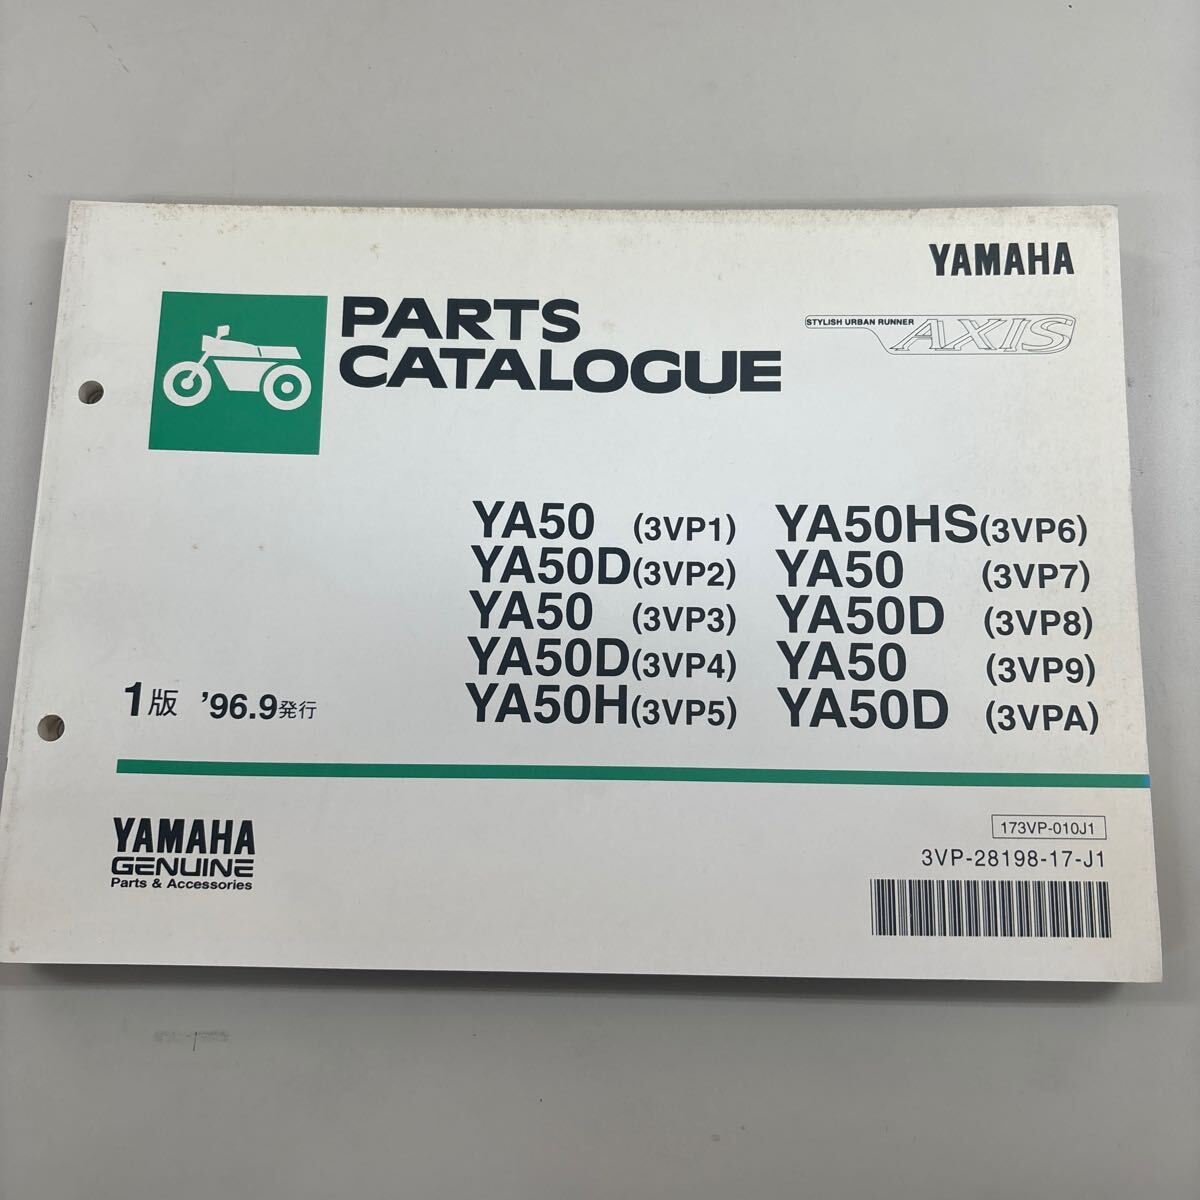 YAMAHA
STYLISH URBAN RUNNER
AXIS
PARTS
CATALOGUE
YA50 (3VP1)
YA50D (3VP2)
YA50 (3VP3)
YA50D (3VP4)
YA50H (3VP5)
YA50HS (3VP6)
YA50 (3VP7)
YA50D (3VP8)
YA50 (3VP9)
YA50D (3VPA)
1版 '96.9発行
YAMAHA
GENUINE
Parts & Accessories
173VP-010J1
3VP-28198-17-J1